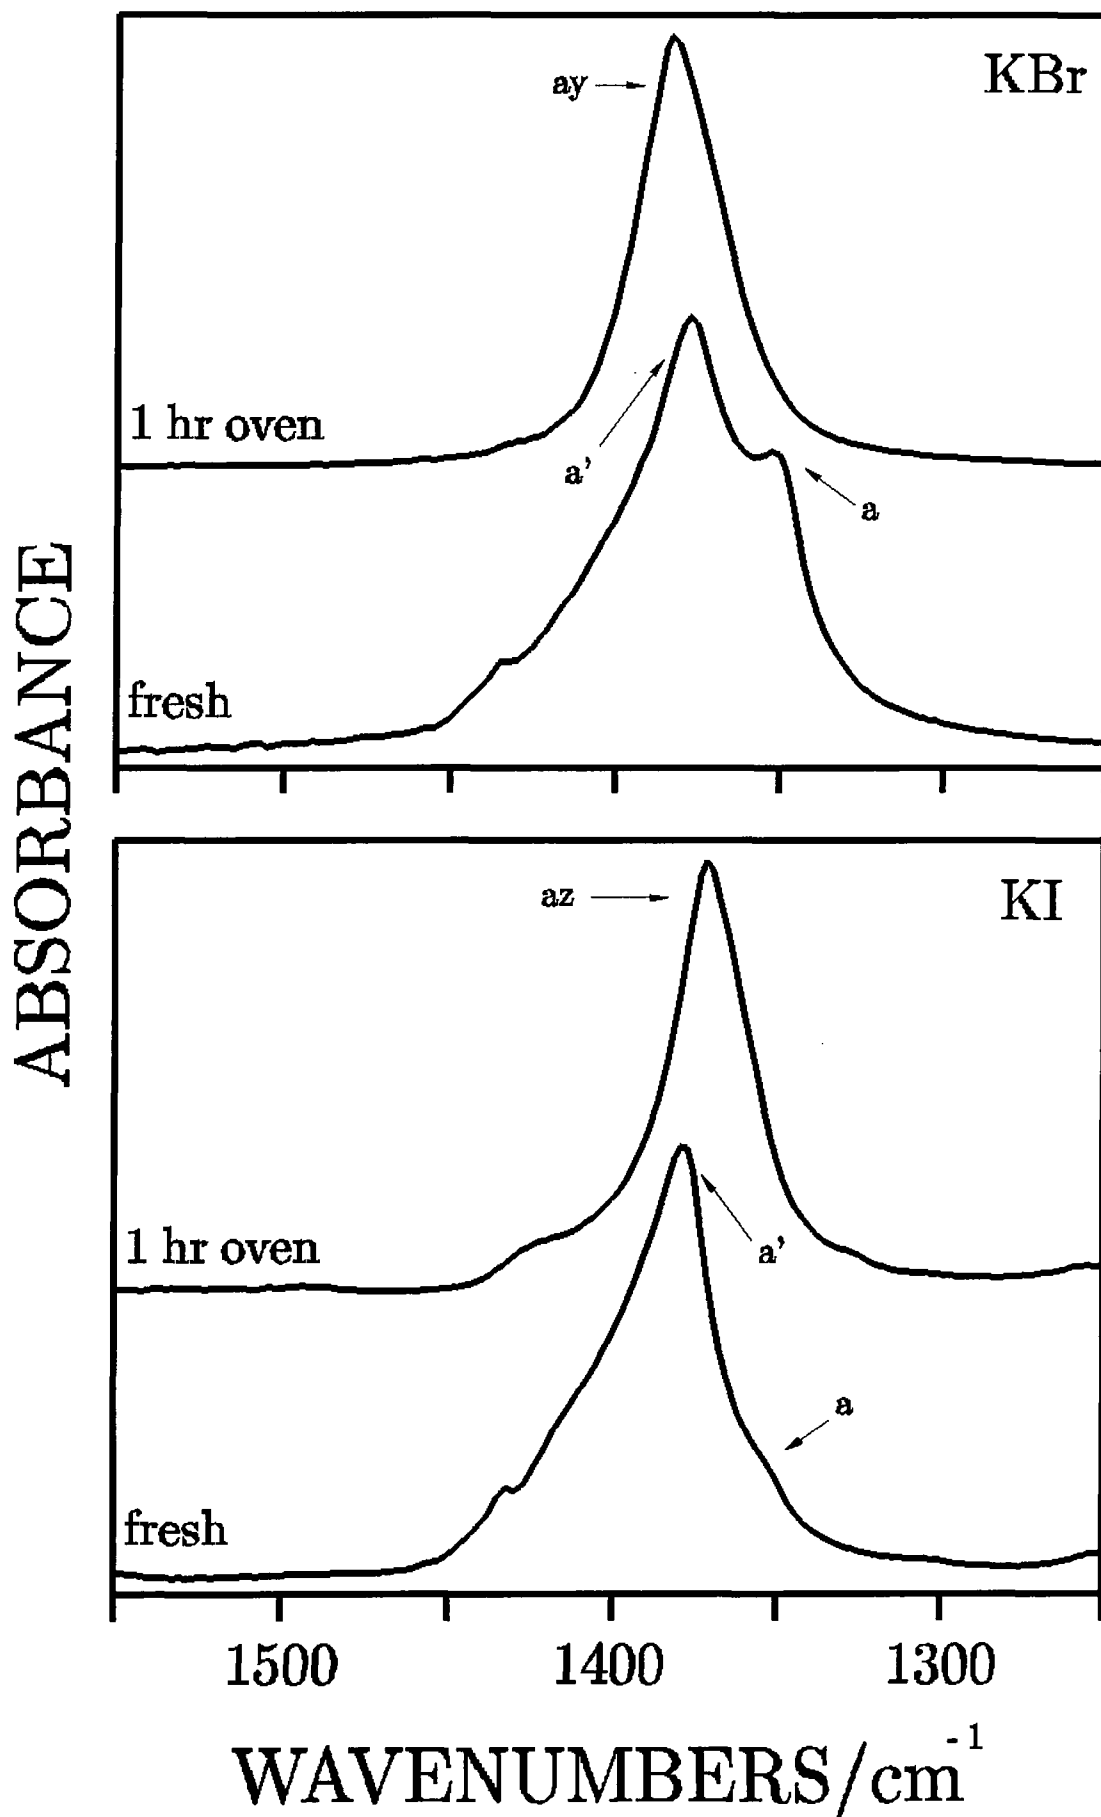 ay
KBr
1 hr oven
a'
a
fresh
ABSORBANCE
az
KI
1 hr oven
a'
a
fresh
1500 1400 1300
WAVENUMBERS/cm-1